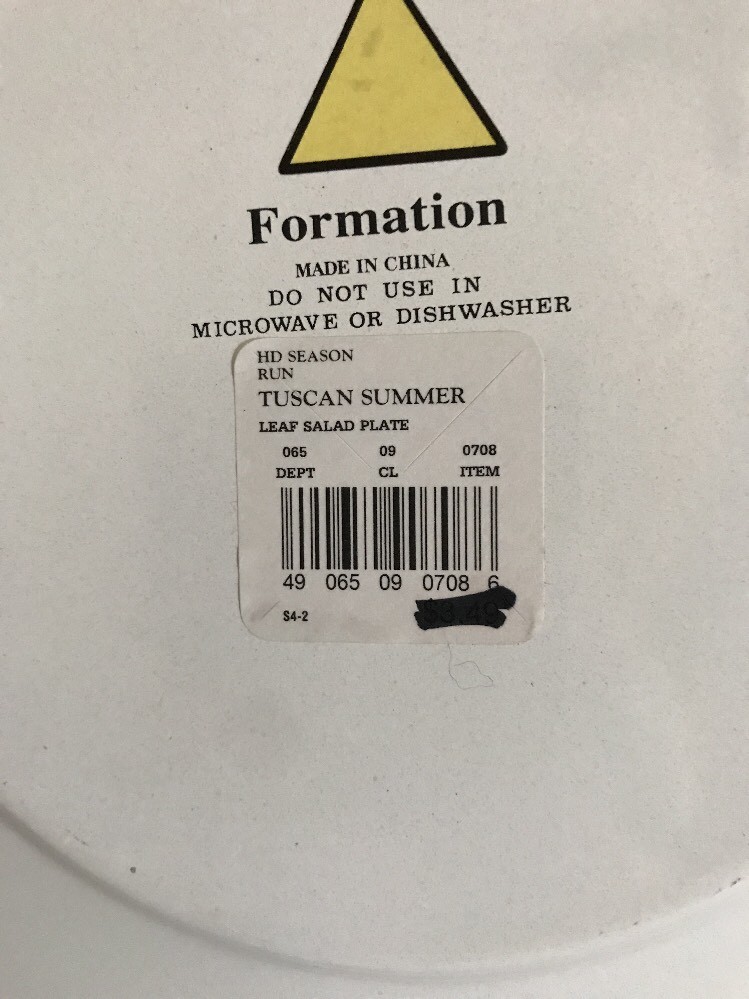 Formation
MADE IN CHINA
DO NOT USE IN
MICROWAVE OR DISHWASHER
HD SEASON
RUN
TUSCAN SUMMER
LEAF SALAD PLATE
065 09 0708
DEPT CL ITEM
49 065 09 0708 6
S4-2